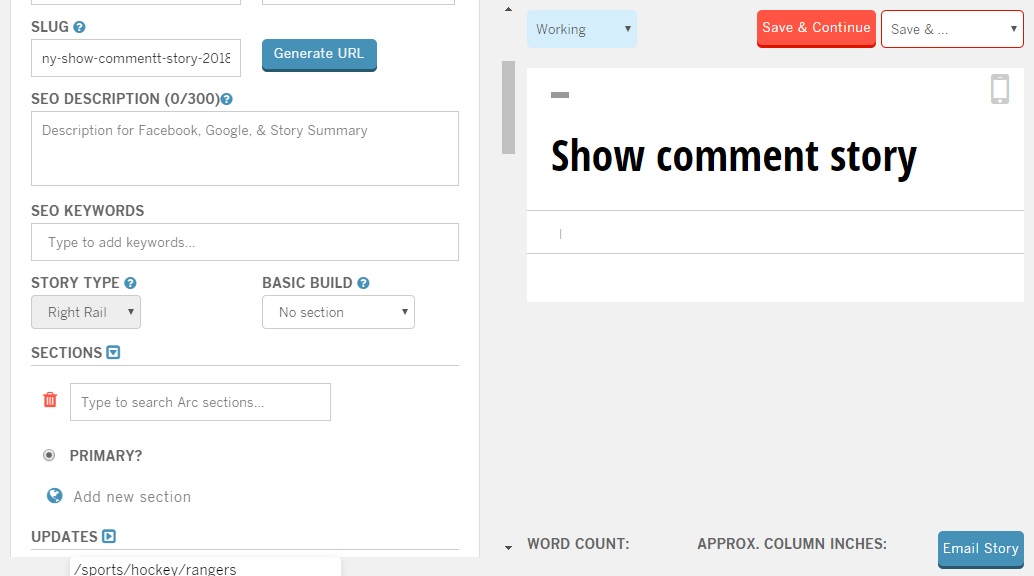 SLUG
ny-show-commentt-story-2018
Generate URL
SEO DESCRIPTION (0/300)
Description for Facebook, Google, & Story Summary
SEO KEYWORDS
Type to add keywords...
STORY TYPE
BASIC BUILD
Right Rail
No section
SECTIONS
Type to search Arc sections...
PRIMARY?
Add new section
UPDATES
/sports/hockey/rangers
Working
Save & Continue
Save & ...
Show comment story
WORD COUNT:
APPROX. COLUMN INCHES:
Email Story